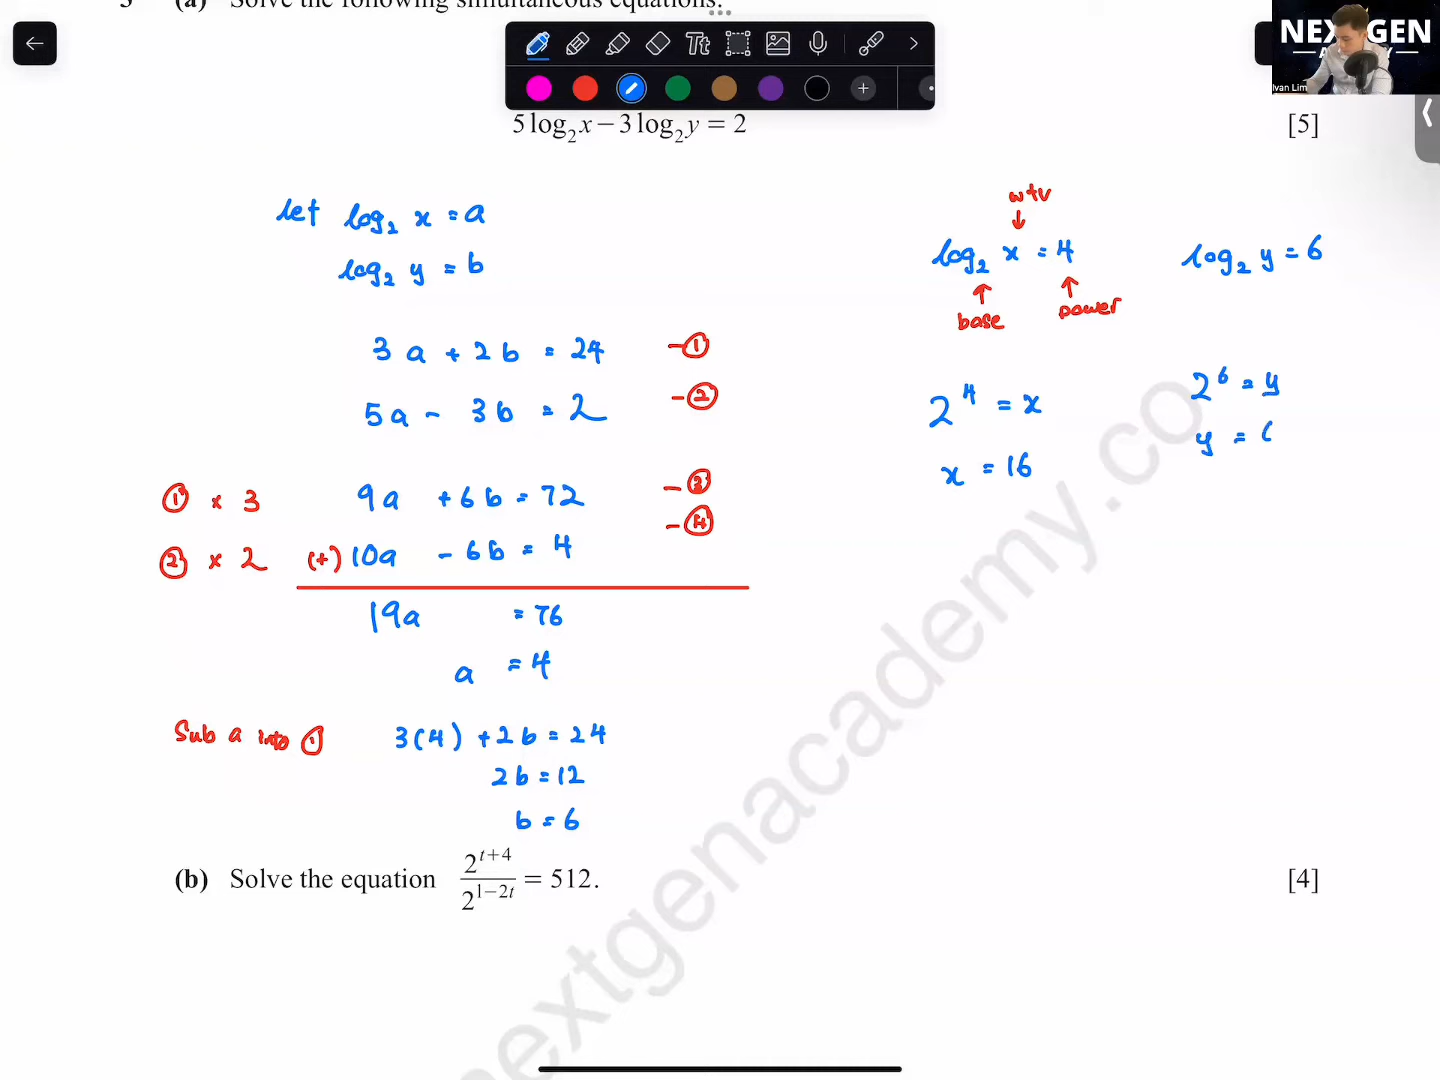 (a) Solve the following simultaneous equations.
Tt
NEXTGEN
Ivan Lim
5 log₂x − 3 log₂y = 2 [5]
let log₂ x = a
log₂ y = b
3a + 2b = 24 -①
5a - 3b = 2 -②
① × 3 9a + 6b = 72 -③
② × 2 (+) 10a - 6b = 4 -④
19a = 76
a = 4
Sub a into ① 3(4) + 2b = 24
2b = 12
b = 6
wtv
↓
log₂ x = 4
↑ ↑
base power
2⁴ = x
x = 16
log₂ y = 6
2⁶ = y
y = (
(b) Solve the equation 2^(t+4) / 2^(1−2t) = 512. [4]
nextgenacademy.co